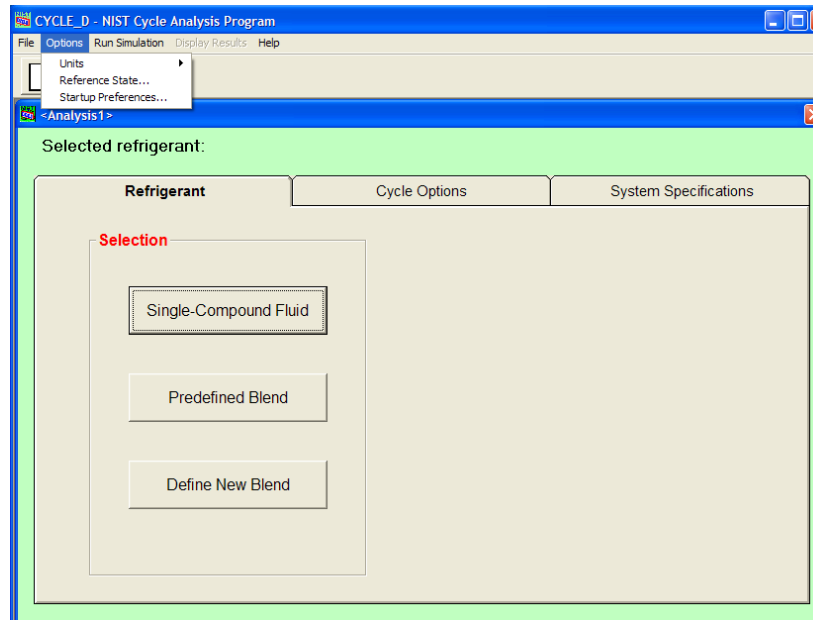 CYCLE_D - NIST Cycle Analysis Program
File Options Run Simulation Display Results Help
Units
Reference State...
Startup Preferences...
<Analysis1>
Selected refrigerant:
Refrigerant Cycle Options System Specifications
Selection
Single-Compound Fluid
Predefined Blend
Define New Blend